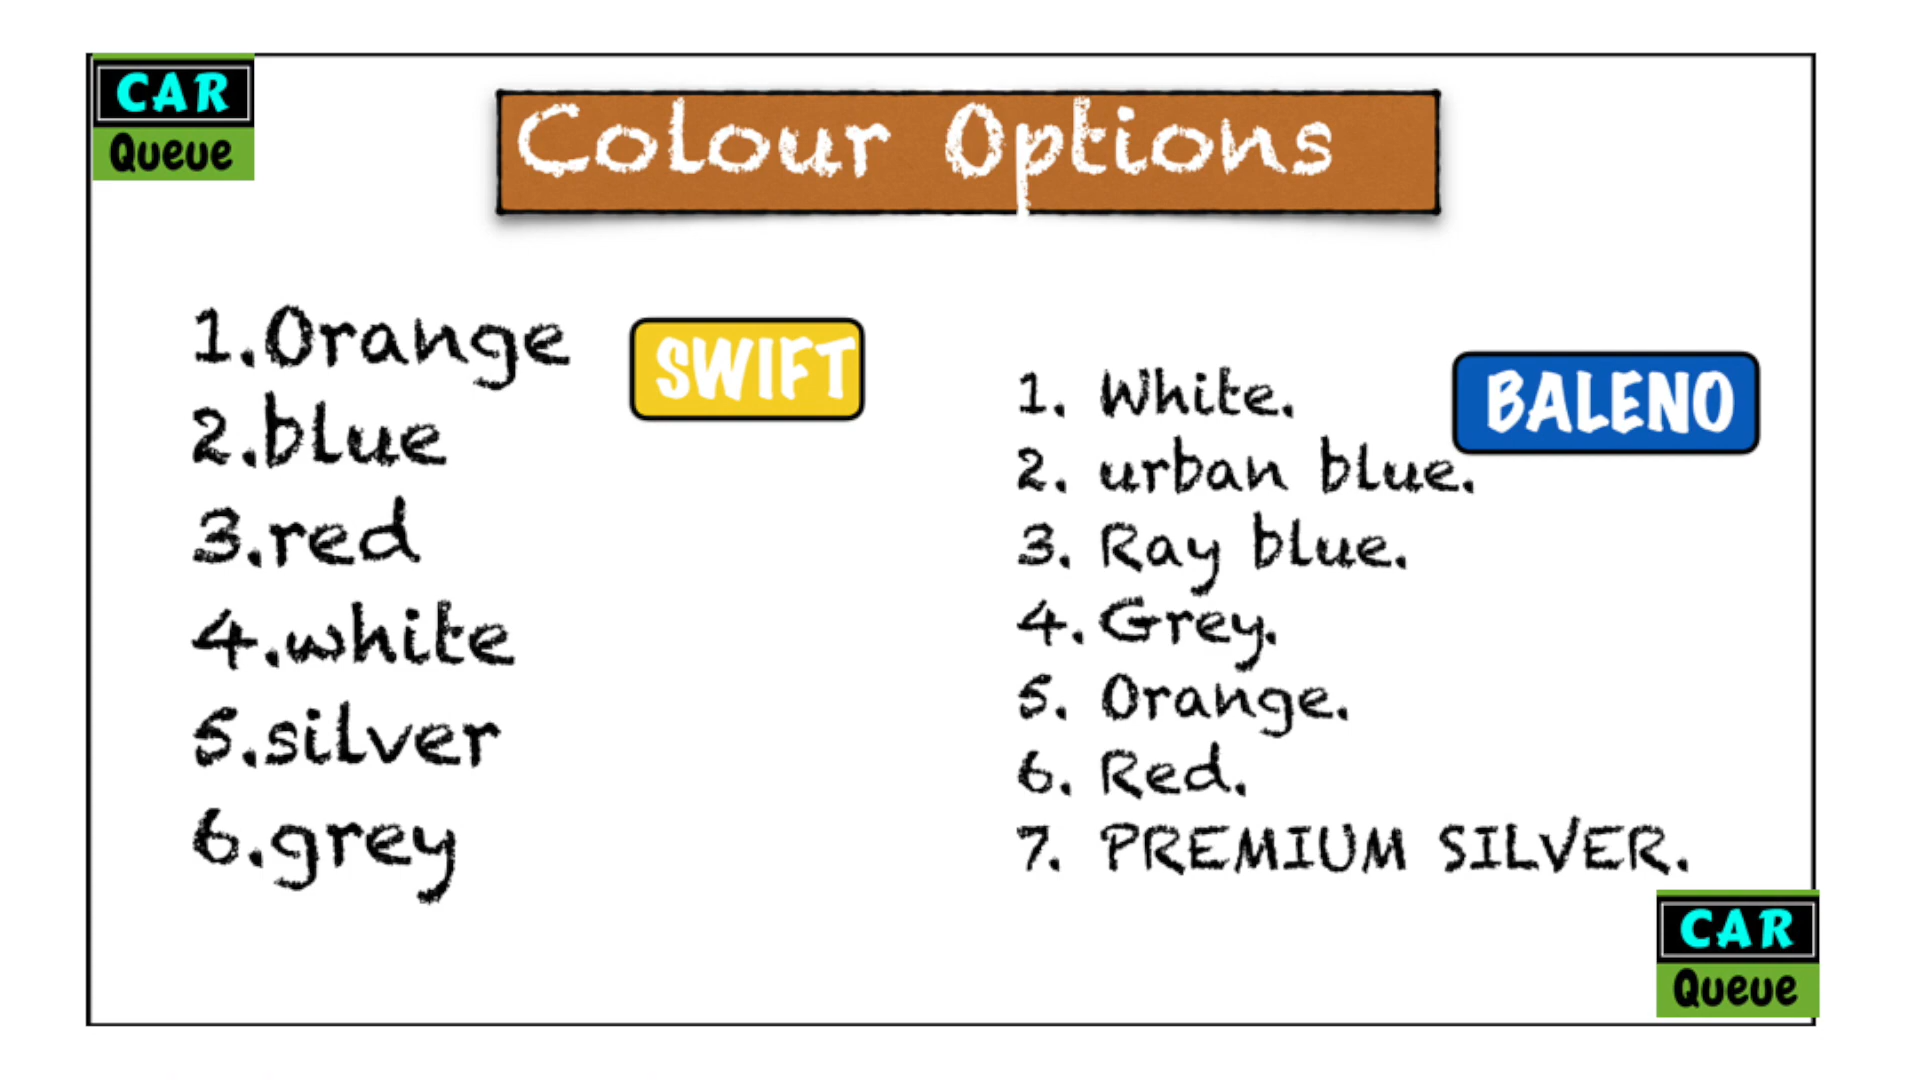 CAR
Queue
Colour Options
1.Orange
2.blue
3.red
4.white
5.silver
6.grey
SWIFT
1. White.
2. urban blue.
3. Ray blue.
4. Grey.
5. Orange.
6. Red.
7. PREMIUM SILVER.
BALENO
CAR
Queue